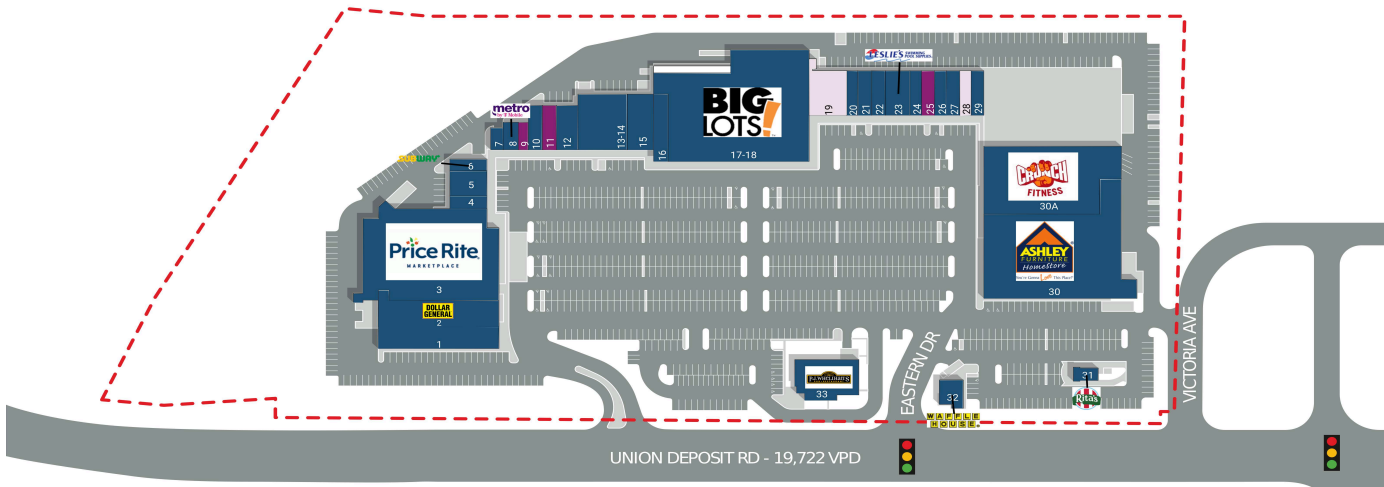 LESLIE'S SWIMMING
POOL SUPPLIES
metro
by T Mobile
7
8
9
10
11
12
13-14
15
16
BIG
LOTS!
17-18
19
20
21
22
23
24
25
26
27
28
29
SUBWAY
6
5
4
Price Rite
MARKETPLACE
3
DOLLAR
GENERAL
2
1
CRUNCH
FITNESS
30A
ASHLEY
FURNITURE
HomeStore
30
33
EASTERN DR
32
WAFFLE
HOUSE
31
Rita's
VICTORIA AVE
UNION DEPOSIT RD - 19,722 VPD